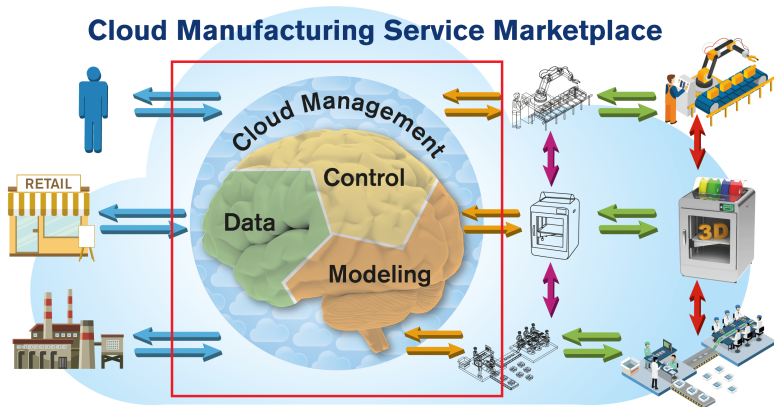 Cloud Manufacturing Service Marketplace
RETAIL
Cloud Management
Control
Data
Modeling
3D